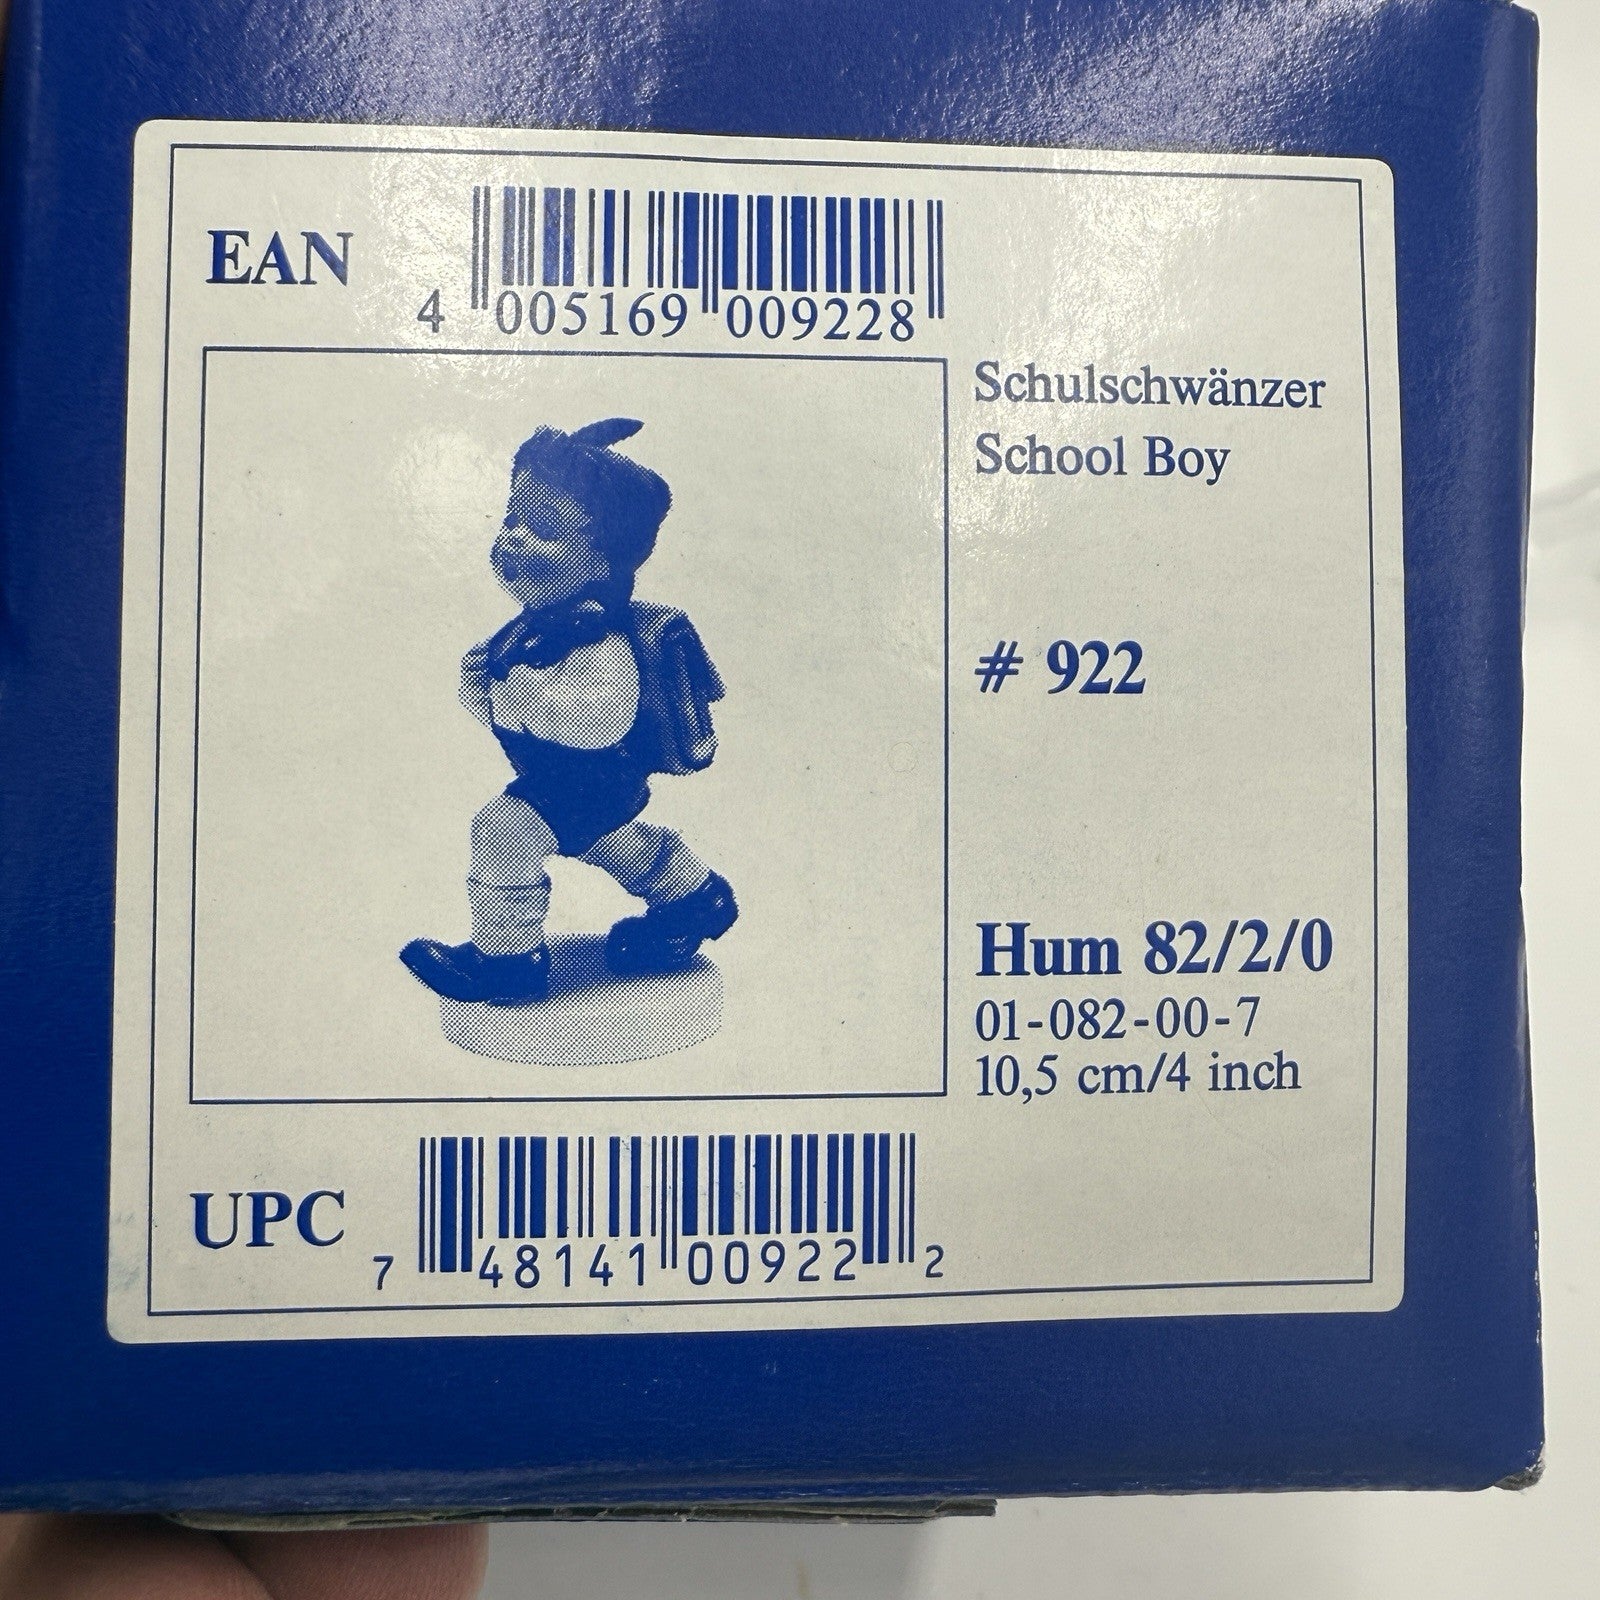 EAN
4 005169 009228
Schulschwänzer
School Boy
# 922
Hum 82/2/0
01-082-00-7
10,5 cm/4 inch
UPC
7 48141 00922 2